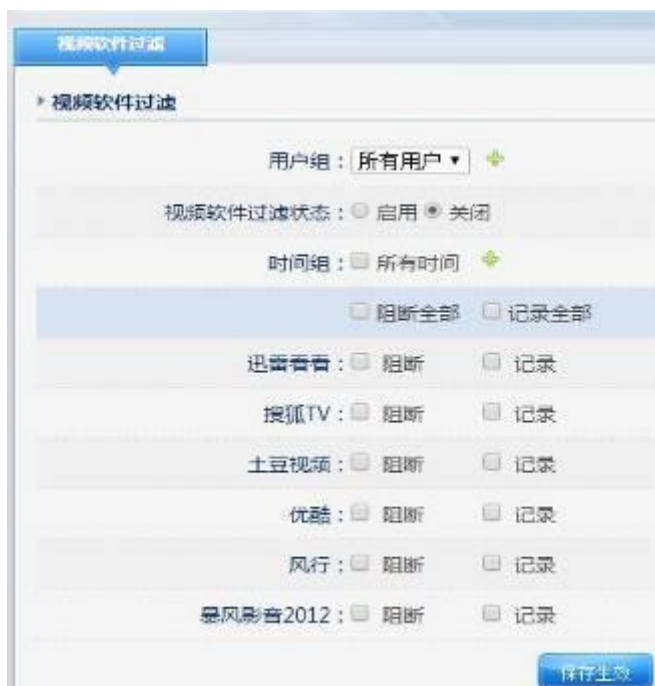 视频软件过滤
视频软件过滤
用户组：所有用户
视频软件过滤状态：启用 关闭
时间组：所有时间
阻断全部 记录全部
迅雷看看：阻断 记录
搜狐TV：阻断 记录
土豆视频：阻断 记录
优酷：阻断 记录
风行：阻断 记录
暴风影音2012：阻断 记录
保存生效